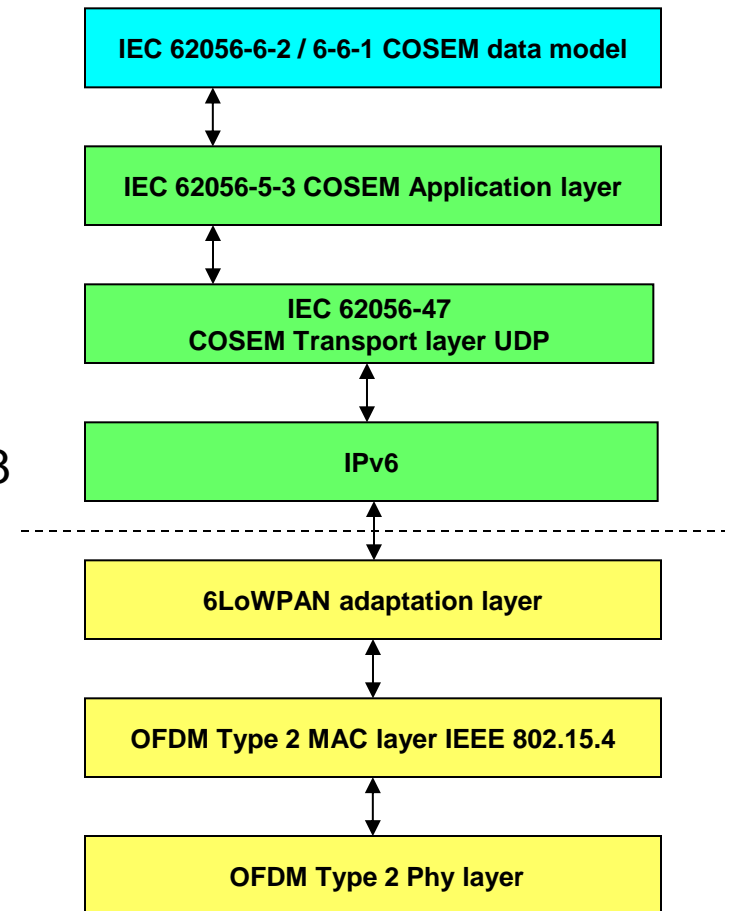 IEC 62056-6-2 / 6-6-1 COSEM data model
IEC 62056-5-3 COSEM Application layer
IEC 62056-47
COSEM Transport layer UDP
IPv6
6LoWPAN adaptation layer
OFDM Type 2 MAC layer IEEE 802.15.4
OFDM Type 2 Phy layer